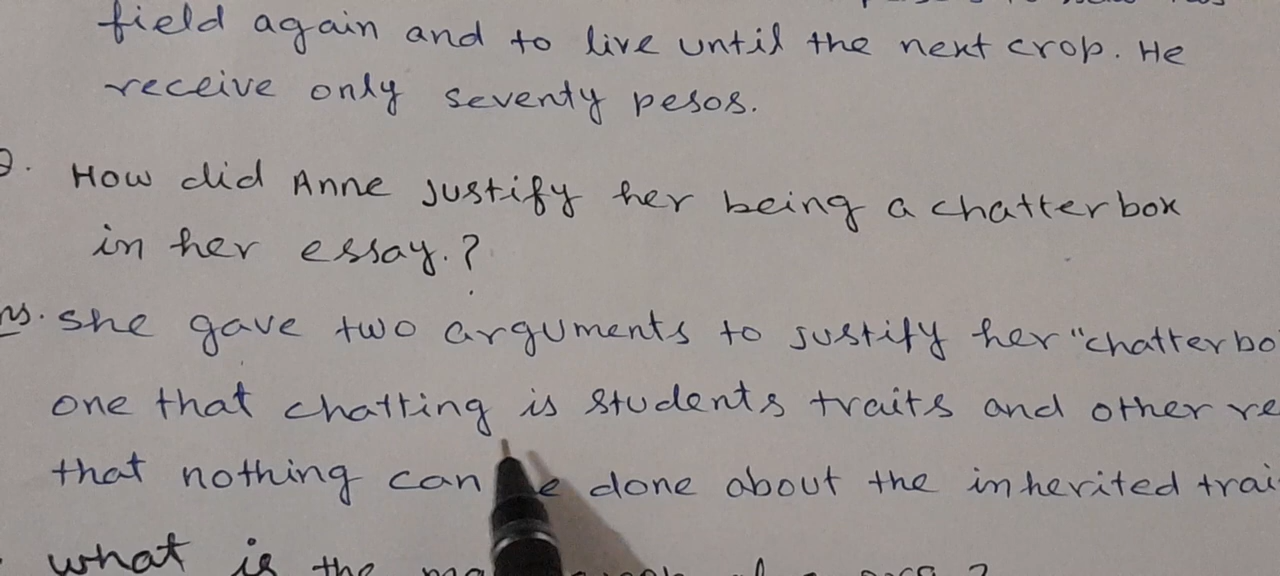 field again and to live until the next crop. He
receive only seventy pesos.
How did Anne justify her being a chatterbox
in her essay.?
she gave two arguments to justify her "chatterbo
one that chatting is students traits and other re
that nothing can be done about the inherited trai
what is the